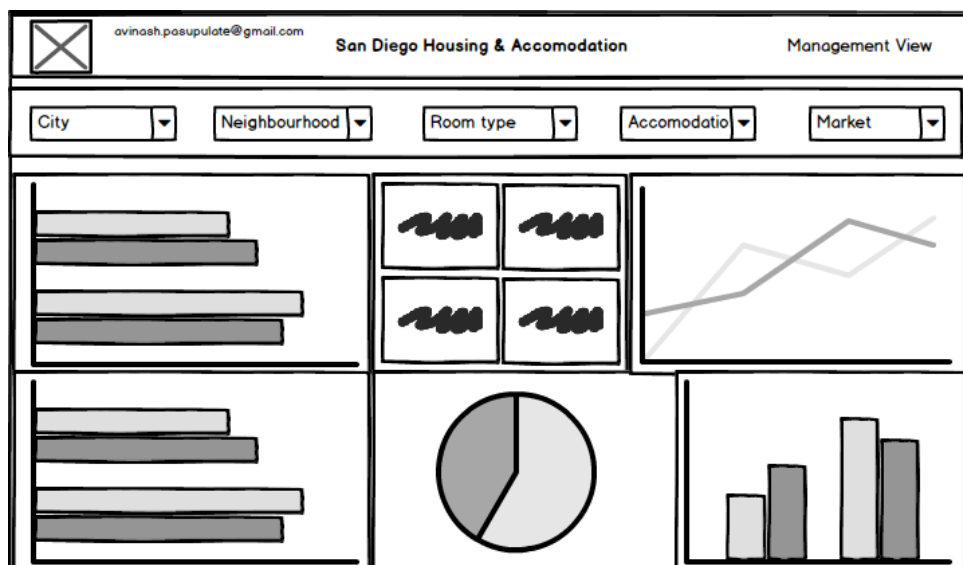 avinash.pasupulate@gmail.com
San Diego Housing & Accomodation
Management View
City
Neighbourhood
Room type
Accomodatio
Market